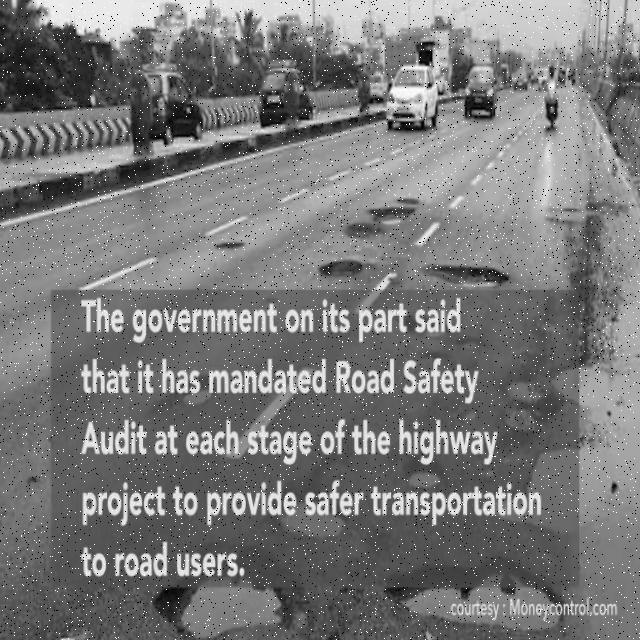 The government on its part said
that it has mandated Road Safety
Audit at each stage of the highway
project to provide safer transportation
to road users.
courtesy : Moneycontrol.com